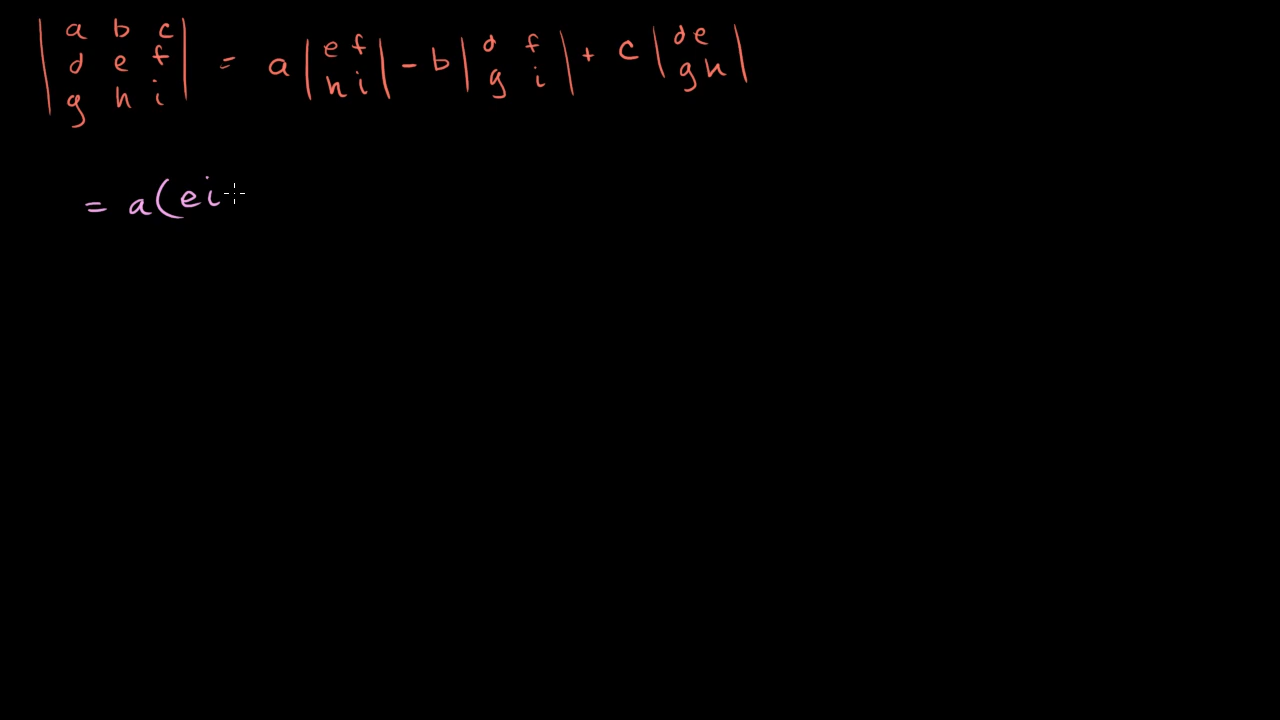 | a b c |
| d e f | = a | e f | - b | d f | + c | d e |
| g h i | | h i | | g i | | g h |
= a(ei